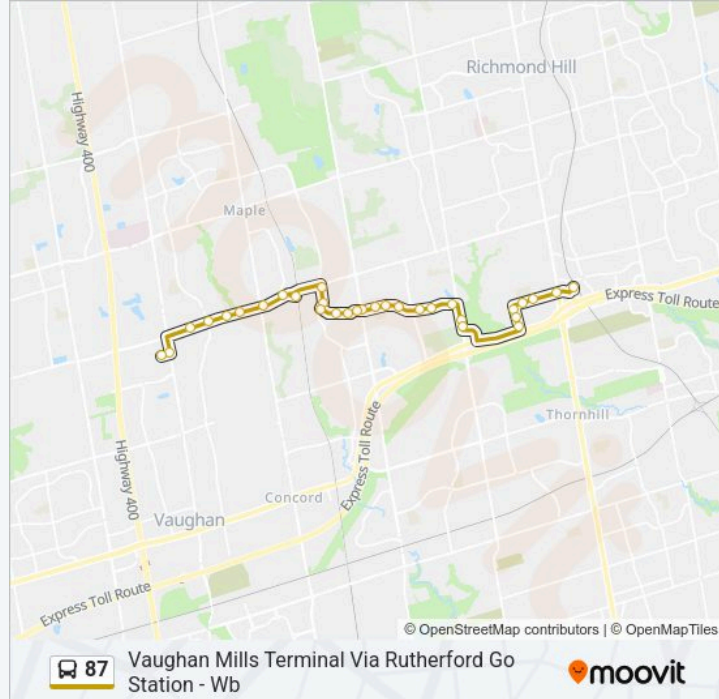 Richmond Hill
Highway 400
Maple
Express Toll Route
Thornhill
Express Toll Route
Highway 400
Concord
Vaughan
Express Toll Route
© OpenStreetMap contributors | © OpenMapTiles
87
Vaughan Mills Terminal Via Rutherford Go
Station - Wb
moovit